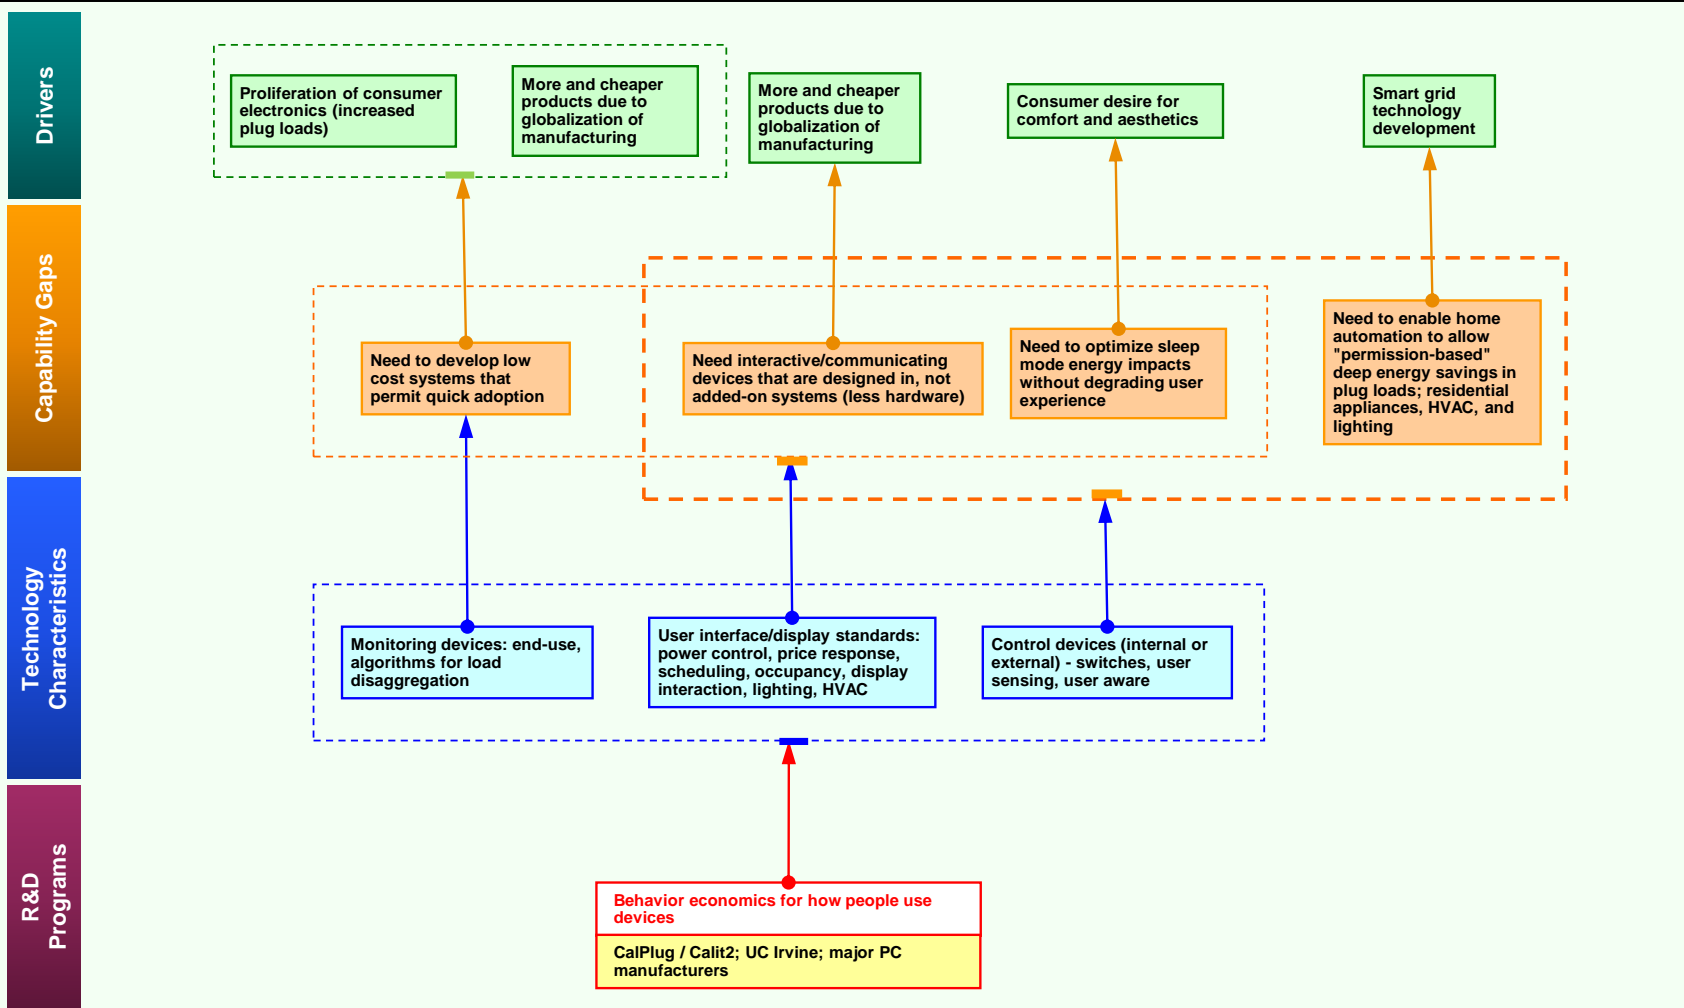 Drivers
Proliferation of consumer
electronics (increased
plug loads)
More and cheaper
products due to
globalization of
manufacturing
More and cheaper
products due to
globalization of
manufacturing
Consumer desire for
comfort and aesthetics
Smart grid
technology
development
Capability Gaps
Need to develop low
cost systems that
permit quick adoption
Need interactive/communicating
devices that are designed in, not
added-on systems (less hardware)
Need to optimize sleep
mode energy impacts
without degrading user
experience
Need to enable home
automation to allow
"permission-based"
deep energy savings in
plug loads; residential
appliances, HVAC, and
lighting
Technology
Characteristics
Monitoring devices: end-use,
algorithms for load
disaggregation
User interface/display standards:
power control, price response,
scheduling, occupancy, display
interaction, lighting, HVAC
Control devices (internal or
external) - switches, user
sensing, user aware
R&D
Programs
Behavior economics for how people use
devices
CalPlug / Calit2; UC Irvine; major PC
manufacturers